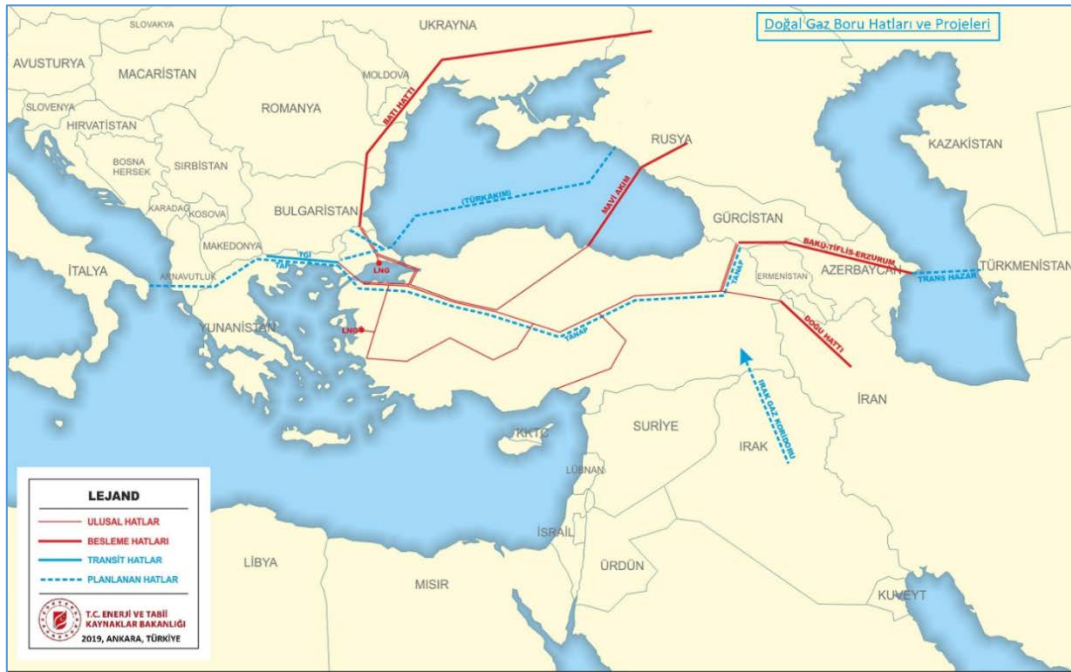 Doğal Gaz Boru Hatları ve Projeleri
UKRAYNA
SLOVAKYA
AVUSTURYA
MACARİSTAN
MOLDOVA
SLOVENYA
HIRVATİSTAN
ROMANYA
BATI HATTI
RUSYA
KAZAKİSTAN
BOSNA
HERSEK
SIRBİSTAN
(TÜRKAKIM)
MAVİ AKIM
KARADAĞ
KOSOVA
BULGARİSTAN
GÜRCİSTAN
MAKEDONYA
BAKÜ-TİFLİS-ERZURUM
İTALYA
ARNAVUTLUK
TGI
TAP
LNG
TANAP
ERMENİSTAN
AZERBAYCAN
TRANS HAZAR
TÜRKMENİSTAN
YUNANİSTAN
LNG
TANAP
DOĞU HATTI
IRAK GAZ KORİDORU
İRAN
KKTC
SURİYE
IRAK
LÜBNAN
İSRAİL
ÜRDÜN
LİBYA
MISIR
KUVEYT
LEJAND
ULUSAL HATLAR
BESLEME HATLARI
TRANSİT HATLAR
PLANLANAN HATLAR
T.C. ENERJİ VE TABİİ
KAYNAKLAR BAKANLIĞI
2019, ANKARA, TÜRKİYE